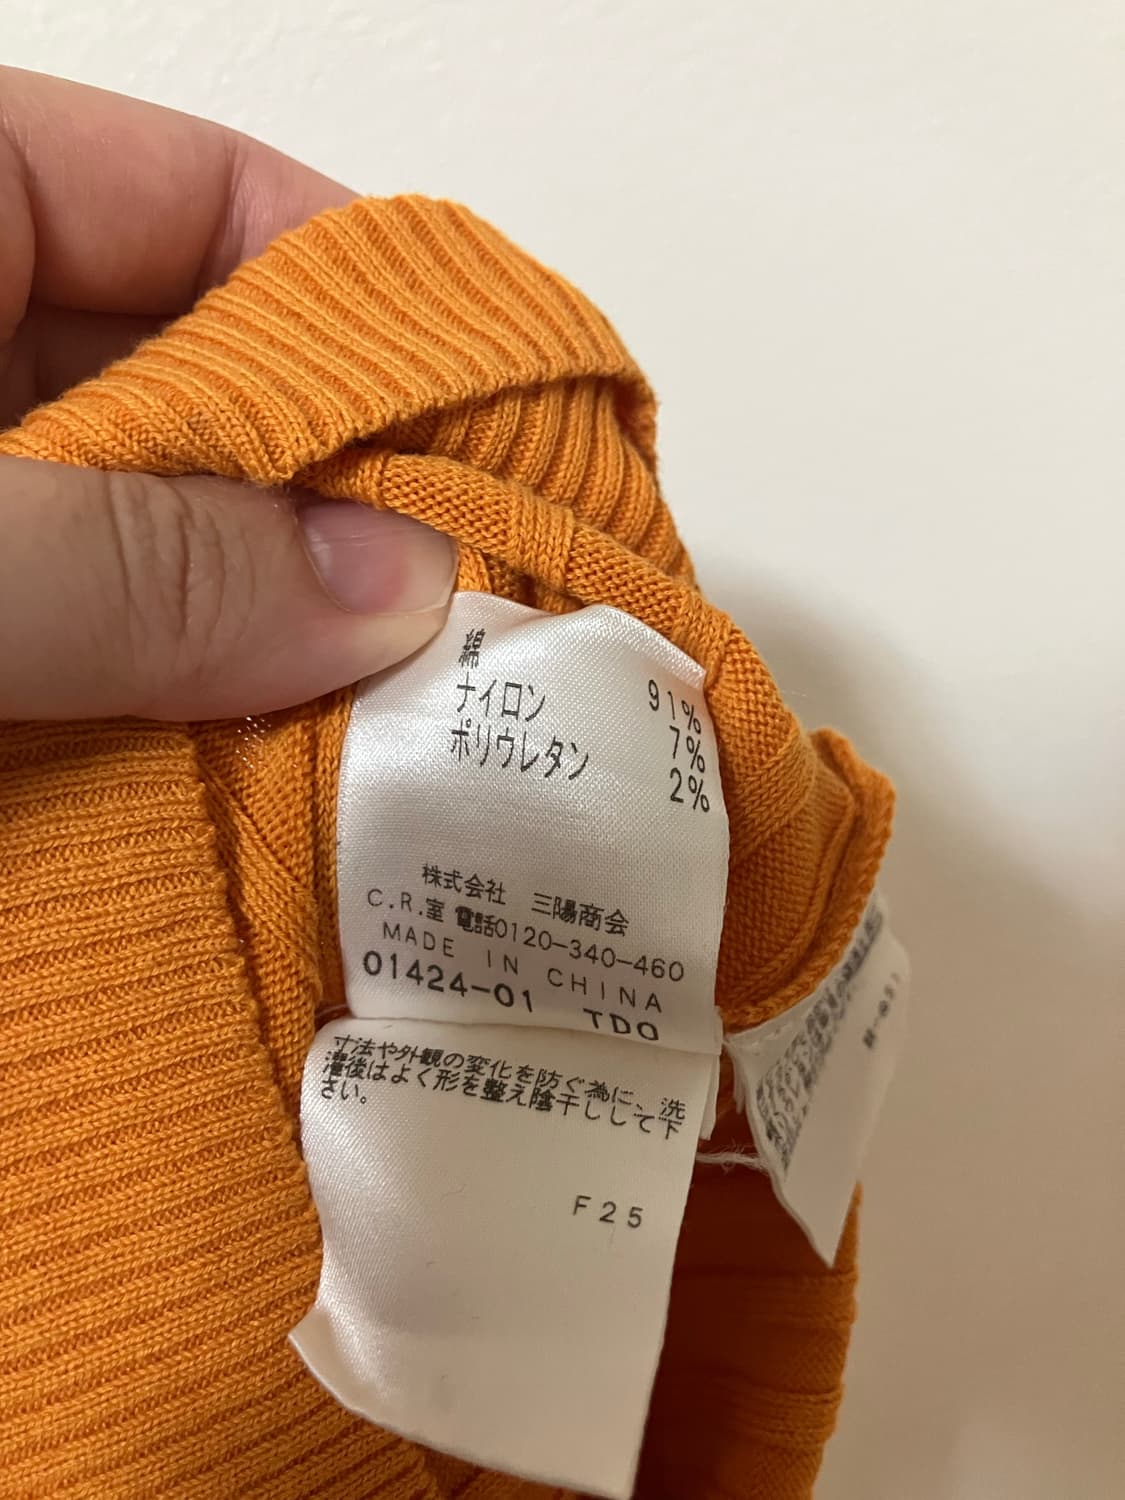 綿 91%
ナイロン 7%
ポリウレタン 2%
株式会社 三陽商会
C.R.室 電話0120-340-460
MADE IN CHINA
01424-01 TDO
寸法や外観の変化を防ぐ為に、洗
濯後はよく形を整え陰干しして下
さい。
F25